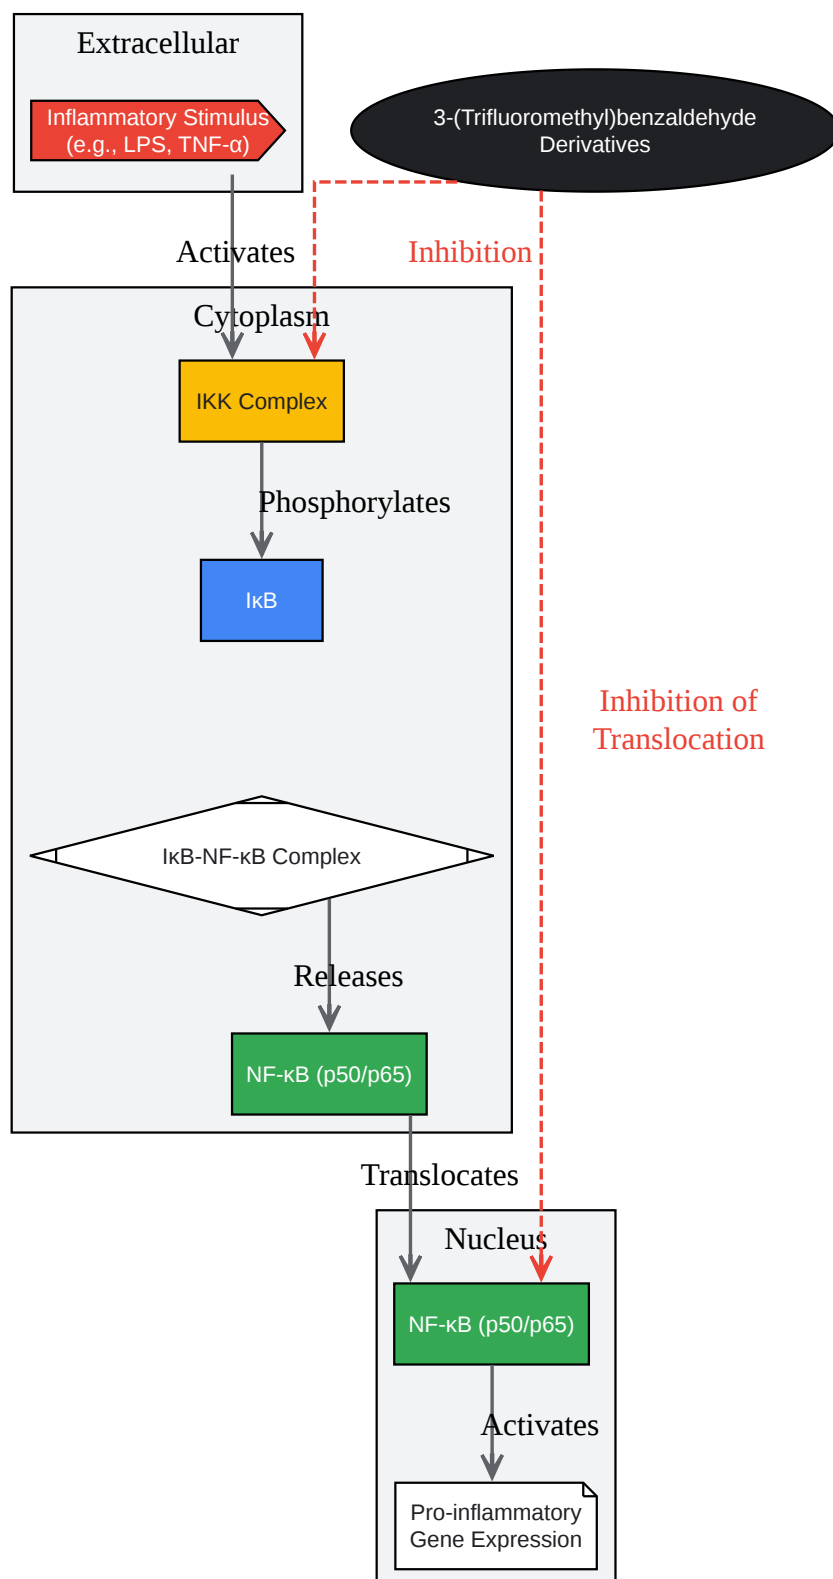 Extracellular
Inflammatory Stimulus
(e.g., LPS, TNF-α)
3-(Trifluoromethyl)benzaldehyde
Derivatives
Activates
Inhibition
Cytoplasm
IKK Complex
Phosphorylates
IκB
Inhibition of
Translocation
IκB-NF-κB Complex
Releases
NF-κB (p50/p65)
Translocates
Nucleus
NF-κB (p50/p65)
Activates
Pro-inflammatory
Gene Expression